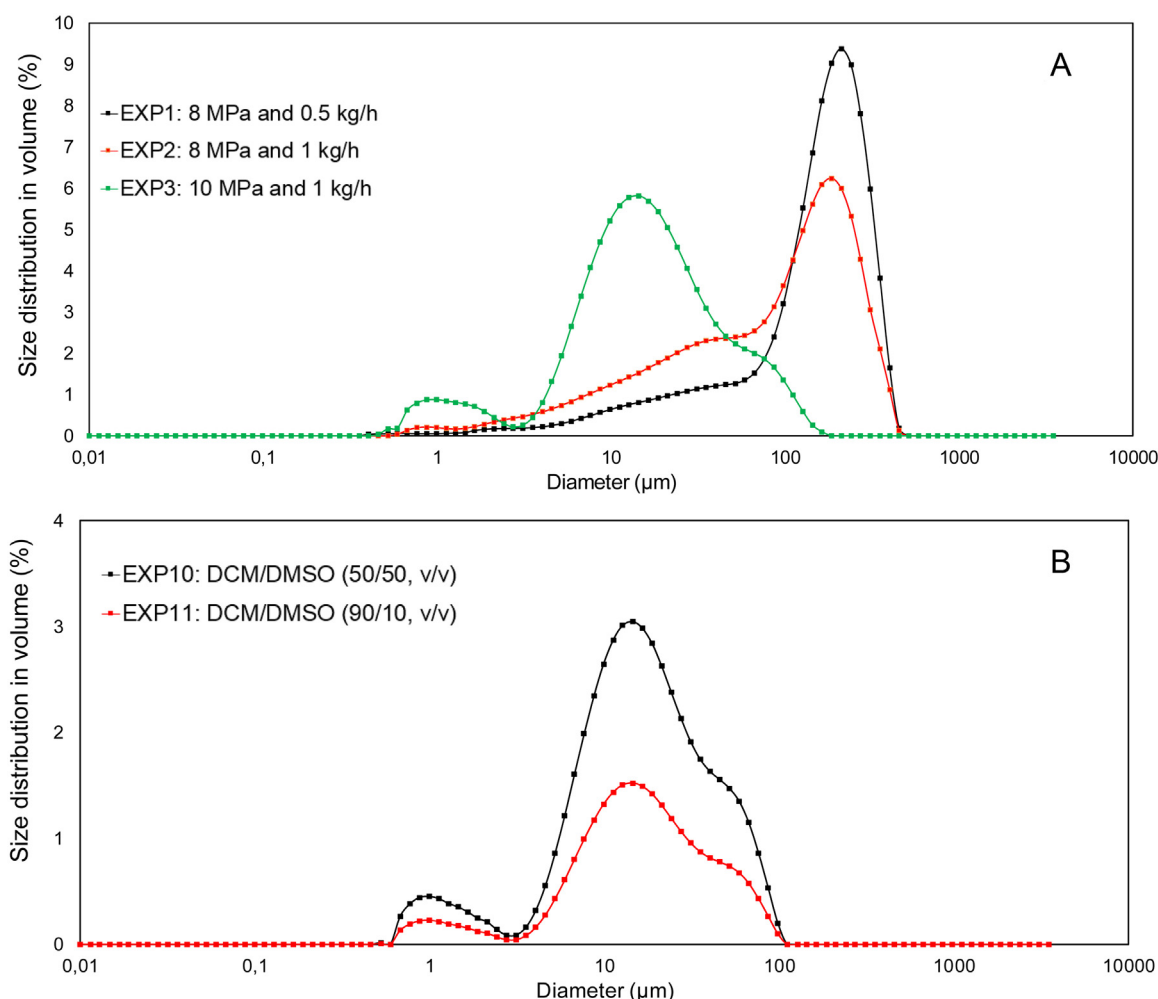 A
Size distribution in volume (%)
10
9
8
7
6
5
4
3
2
1
0
EXP1: 8 MPa and 0.5 kg/h
EXP2: 8 MPa and 1 kg/h
EXP3: 10 MPa and 1 kg/h
0,01 0,1 1 10 100 1000 10000
Diameter (µm)
B
Size distribution in volume (%)
4
3
2
1
0
EXP10: DCM/DMSO (50/50, v/v)
EXP11: DCM/DMSO (90/10, v/v)
0,01 0,1 1 10 100 1000 10000
Diameter (µm)